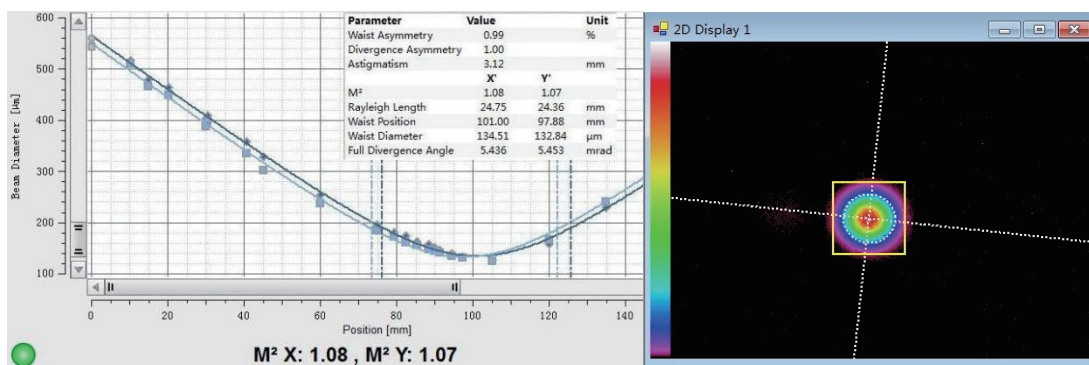 600
500
400
300
200
100
Beam Diameter [μm]
Parameter Value Unit
Waist Asymmetry 0.99 %
Divergence Asymmetry 1.00
Astigmatism 3.12 mm
X' Y'
M² 1.08 1.07
Rayleigh Length 24.75 24.36 mm
Waist Position 101.00 97.88 mm
Waist Diameter 134.51 132.84 μm
Full Divergence Angle 5.436 5.453 mrad
0 20 40 60 80 100 120 140
Position [mm]
M² X: 1.08 , M² Y: 1.07
2D Display 1